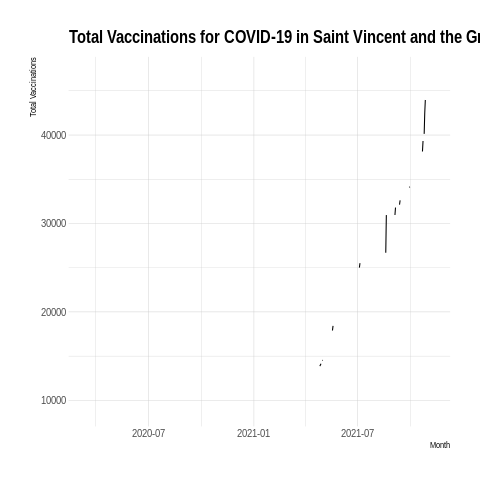 Total Vaccinations for COVID-19 in Saint Vincent and the Gr
Total Vaccinations
40000
30000
20000
10000
2020-07 2021-01 2021-07
Month